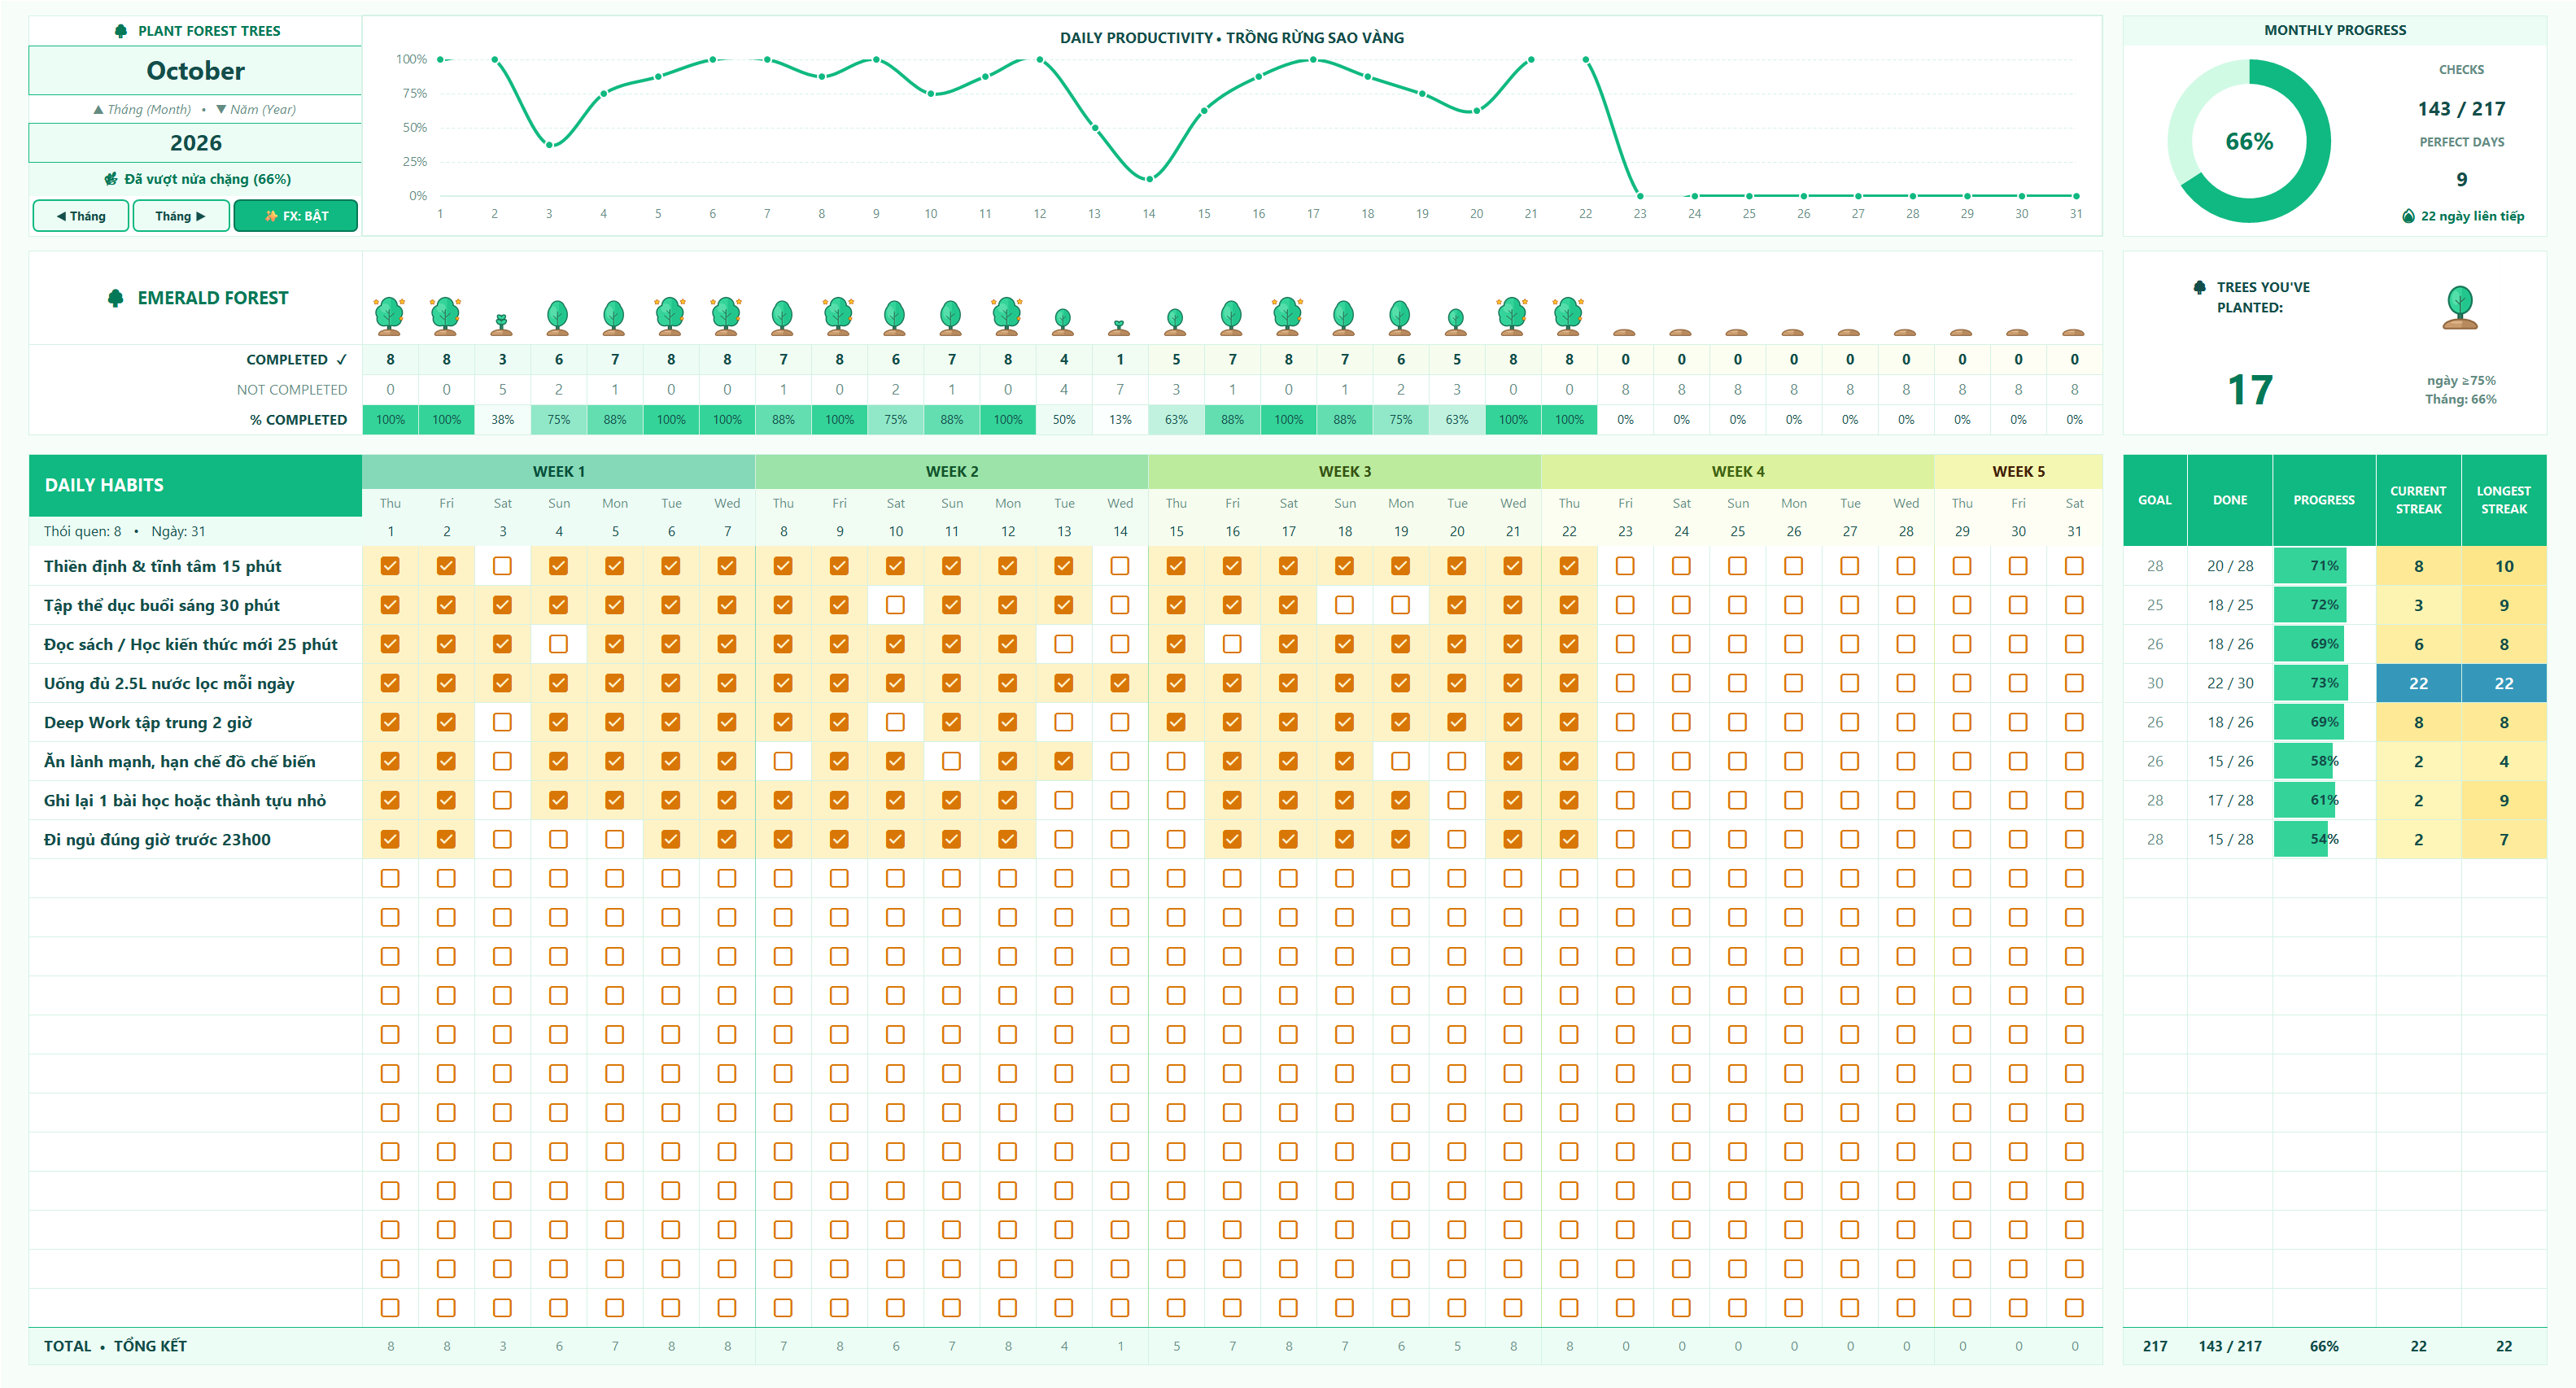 PLANT FOREST TREES
October
▲ Tháng (Month) • ▼ Năm (Year)
2026
Đã vượt nửa chặng (66%)
◀ Tháng Tháng ▶ FX: BẬT
DAILY PRODUCTIVITY • TRỒNG RỪNG SAO VÀNG
100%
75%
50%
25%
0%
1 2 3 4 5 6 7 8 9 10 11 12 13 14 15 16 17 18 19 20 21 22 23 24 25 26 27 28 29 30 31
MONTHLY PROGRESS
66%
CHECKS
143 / 217
PERFECT DAYS
9
22 ngày liên tiếp
EMERALD FOREST
COMPLETED ✓ 8 8 3 6 7 8 8 7 8 6 7 8 4 1 5 7 8 7 6 5 8 8 0 0 0 0 0 0 0 0 0
NOT COMPLETED 0 0 5 2 1 0 0 1 0 2 1 0 4 7 3 1 0 1 2 3 0 0 8 8 8 8 8 8 8 8 8
% COMPLETED 100% 100% 38% 75% 88% 100% 100% 88% 100% 75% 88% 100% 50% 13% 63% 88% 100% 88% 75% 63% 100% 100% 0% 0% 0% 0% 0% 0% 0% 0% 0%
TREES YOU'VE
PLANTED:
17
ngày ≥75%
Tháng: 66%
DAILY HABITS
WEEK 1 WEEK 2 WEEK 3 WEEK 4 WEEK 5
Thu Fri Sat Sun Mon Tue Wed Thu Fri Sat Sun Mon Tue Wed Thu Fri Sat Sun Mon Tue Wed Thu Fri Sat Sun Mon Tue Wed Thu Fri Sat
Thói quen: 8 • Ngày: 31 1 2 3 4 5 6 7 8 9 10 11 12 13 14 15 16 17 18 19 20 21 22 23 24 25 26 27 28 29 30 31
GOAL DONE PROGRESS CURRENT STREAK LONGEST STREAK
Thiền định & tĩnh tâm 15 phút 28 20 / 28 71% 8 10
Tập thể dục buổi sáng 30 phút 25 18 / 25 72% 3 9
Đọc sách / Học kiến thức mới 25 phút 26 18 / 26 69% 6 8
Uống đủ 2.5L nước lọc mỗi ngày 30 22 / 30 73% 22 22
Deep Work tập trung 2 giờ 26 18 / 26 69% 8 8
Ăn lành mạnh, hạn chế đồ chế biến 26 15 / 26 58% 2 4
Ghi lại 1 bài học hoặc thành tựu nhỏ 28 17 / 28 61% 2 9
Đi ngủ đúng giờ trước 23h00 28 15 / 28 54% 2 7
TOTAL • TỔNG KẾT 8 8 3 6 7 8 8 7 8 6 7 8 4 1 5 7 8 7 6 5 8 8 0 0 0 0 0 0 0 0 0 217 143 / 217 66% 22 22